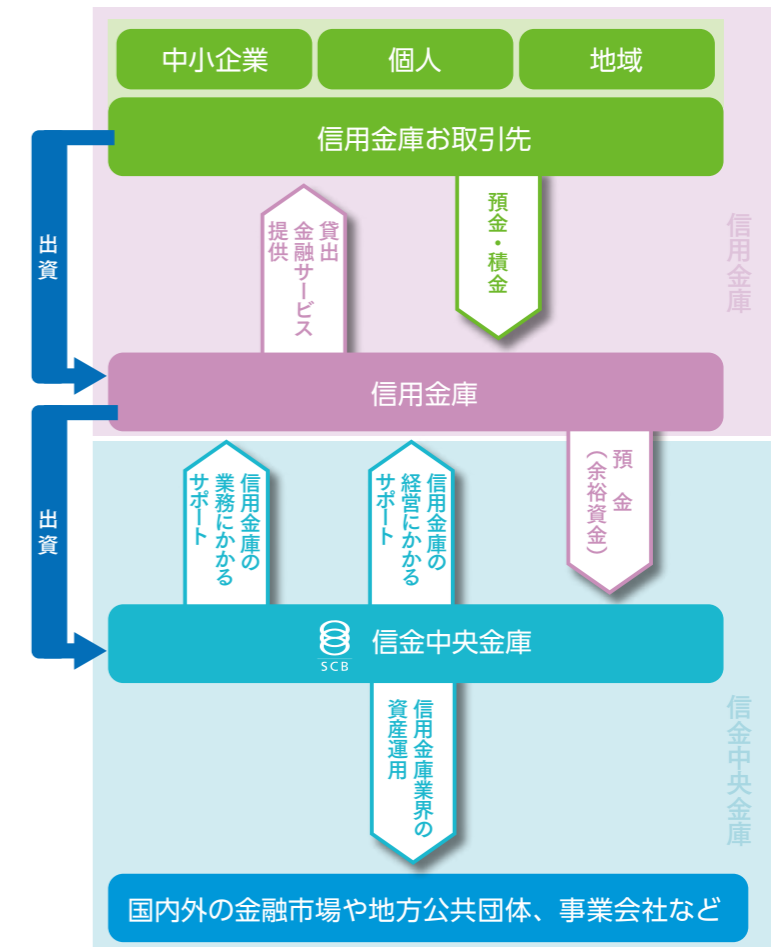 中小企業
個人
地域
信用金庫お取引先
出資
貸出
金融サービス
提供
預金・積金
信用金庫
信用金庫
出資
信用金庫の
業務にかかる
サポート
信用金庫の
経営にかかる
サポート
預 金
（余裕資金）
SCB
信金中央金庫
信用金庫業界の
資産運用
信金中央金庫
国内外の金融市場や地方公共団体、事業会社など